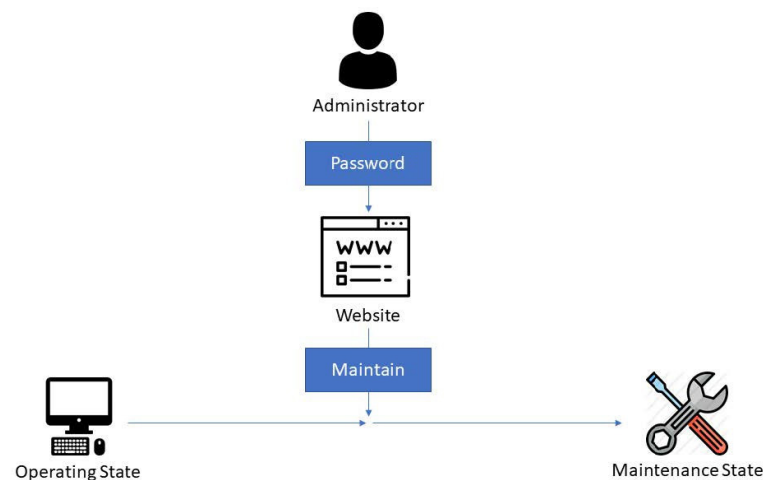 Administrator
Password
WWW
Website
Maintain
Operating State
Maintenance State